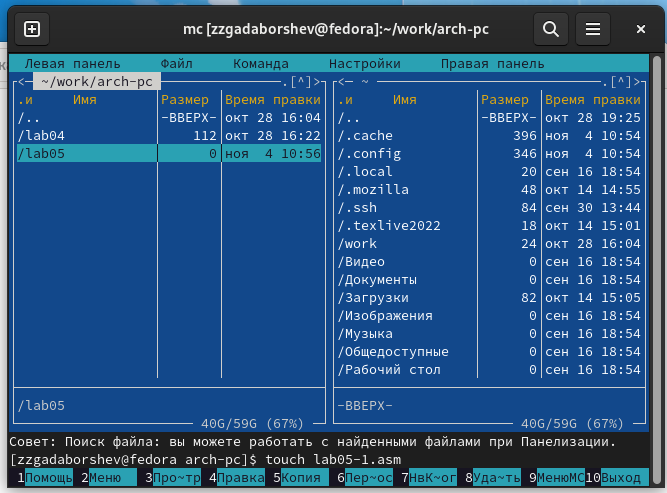 mc [zzgadaborshev@fedora]:~/work/arch-pc
Левая панель Файл Команда Настройки Правая панель
<— ~/work/arch-pc .[^]>
.и Имя Размер Время правки
/.. -ВВЕРХ- окт 28 16:04
/lab04 112 окт 28 16:22
/lab05 0 ноя 4 10:56
/lab05
40G/59G (67%)
<— ~ .[^]>
.и Имя Размер Время правки
/.. -ВВЕРХ- окт 28 19:25
/.cache 396 ноя 4 10:54
/.config 346 ноя 4 10:54
/.local 20 сен 16 18:54
/.mozilla 48 окт 14 14:55
/.ssh 84 сен 30 13:44
/.texlive2022 18 окт 14 15:01
/work 24 окт 28 16:04
/Видео 0 сен 16 18:54
/Документы 0 сен 16 18:54
/Загрузки 82 окт 14 15:05
/Изображения 0 сен 16 18:54
/Музыка 0 сен 16 18:54
/Общедоступные 0 сен 16 18:54
/Рабочий стол 0 сен 16 18:54
-ВВЕРХ-
40G/59G (67%)
Совет: Поиск файла: вы можете работать с найденными файлами при Панелизации.
[zzgadaborshev@fedora arch-pc]$ touch lab05-1.asm
1Помощь 2Меню 3Про~тр 4Правка 5Копия 6Пер~ос 7НвК~ог 8Уда~ть 9МенюМС 10Выход